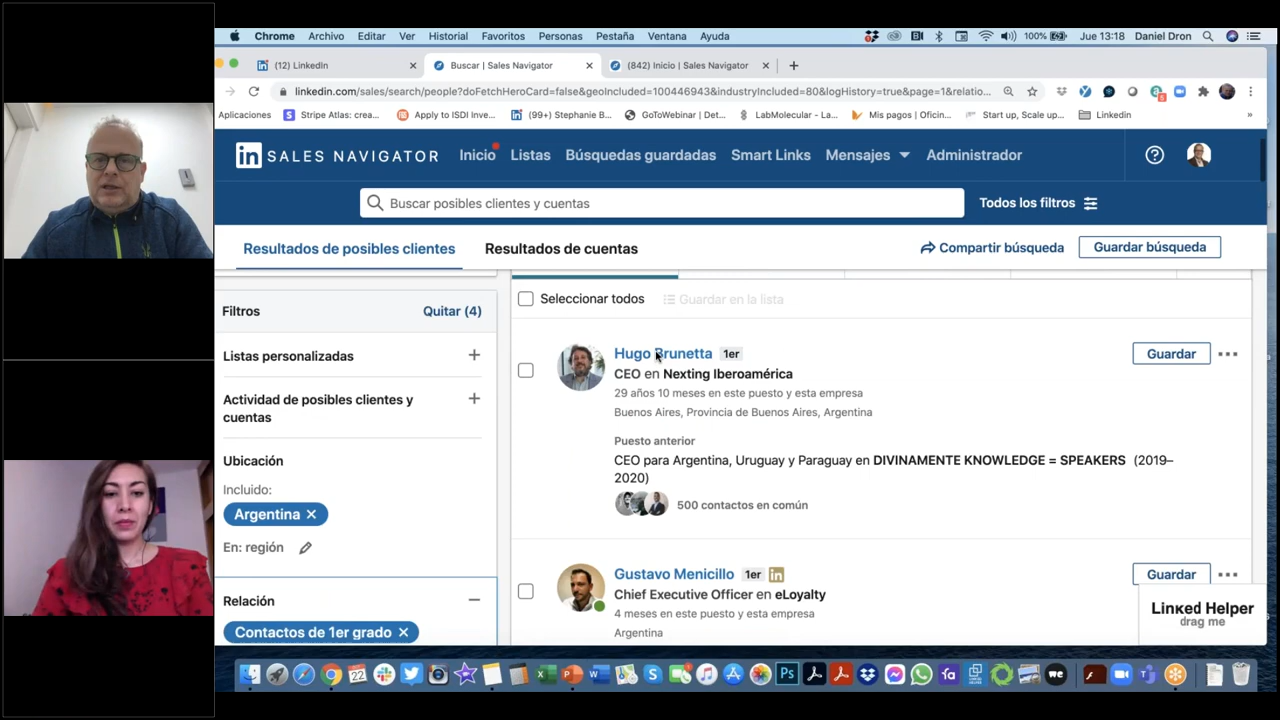 Chrome Archivo Editar Ver Historial Favoritos Personas Pestaña Ventana Ayuda 100% Jue 13:18 Daniel Dron
(12) LinkedIn Buscar | Sales Navigator (842) Inicio | Sales Navigator
linkedin.com/sales/search/people?doFetchHeroCard=false&geoIncluded=100446943&industryIncluded=80&logHistory=true&page=1&relatio...
Aplicaciones Stripe Atlas: crea... Apply to ISDI Inve... (99+) Stephanie B... GoToWebinar | Det... LabMolecular - La... Mis pagos | Oficin... Start up, Scale up... Linkedin »
in SALES NAVIGATOR Inicio Listas Búsquedas guardadas Smart Links Mensajes Administrador
Buscar posibles clientes y cuentas Todos los filtros
Resultados de posibles clientes Resultados de cuentas Compartir búsqueda Guardar búsqueda
Seleccionar todos Guardar en la lista
Filtros Quitar (4)
Listas personalizadas
Actividad de posibles clientes y
cuentas
Ubicación
Incluido:
Argentina
En: región
Relación
Contactos de 1er grado
Hugo Brunetta 1er Guardar
CEO en Nexting Iberoamérica
29 años 10 meses en este puesto y esta empresa
Buenos Aires, Provincia de Buenos Aires, Argentina
Puesto anterior
CEO para Argentina, Uruguay y Paraguay en DIVINAMENTE KNOWLEDGE = SPEAKERS (2019–
2020)
500 contactos en común
Gustavo Menicillo 1er in Guardar
Chief Executive Officer en eLoyalty
4 meses en este puesto y esta empresa
Argentina
Linked Helper
drag me